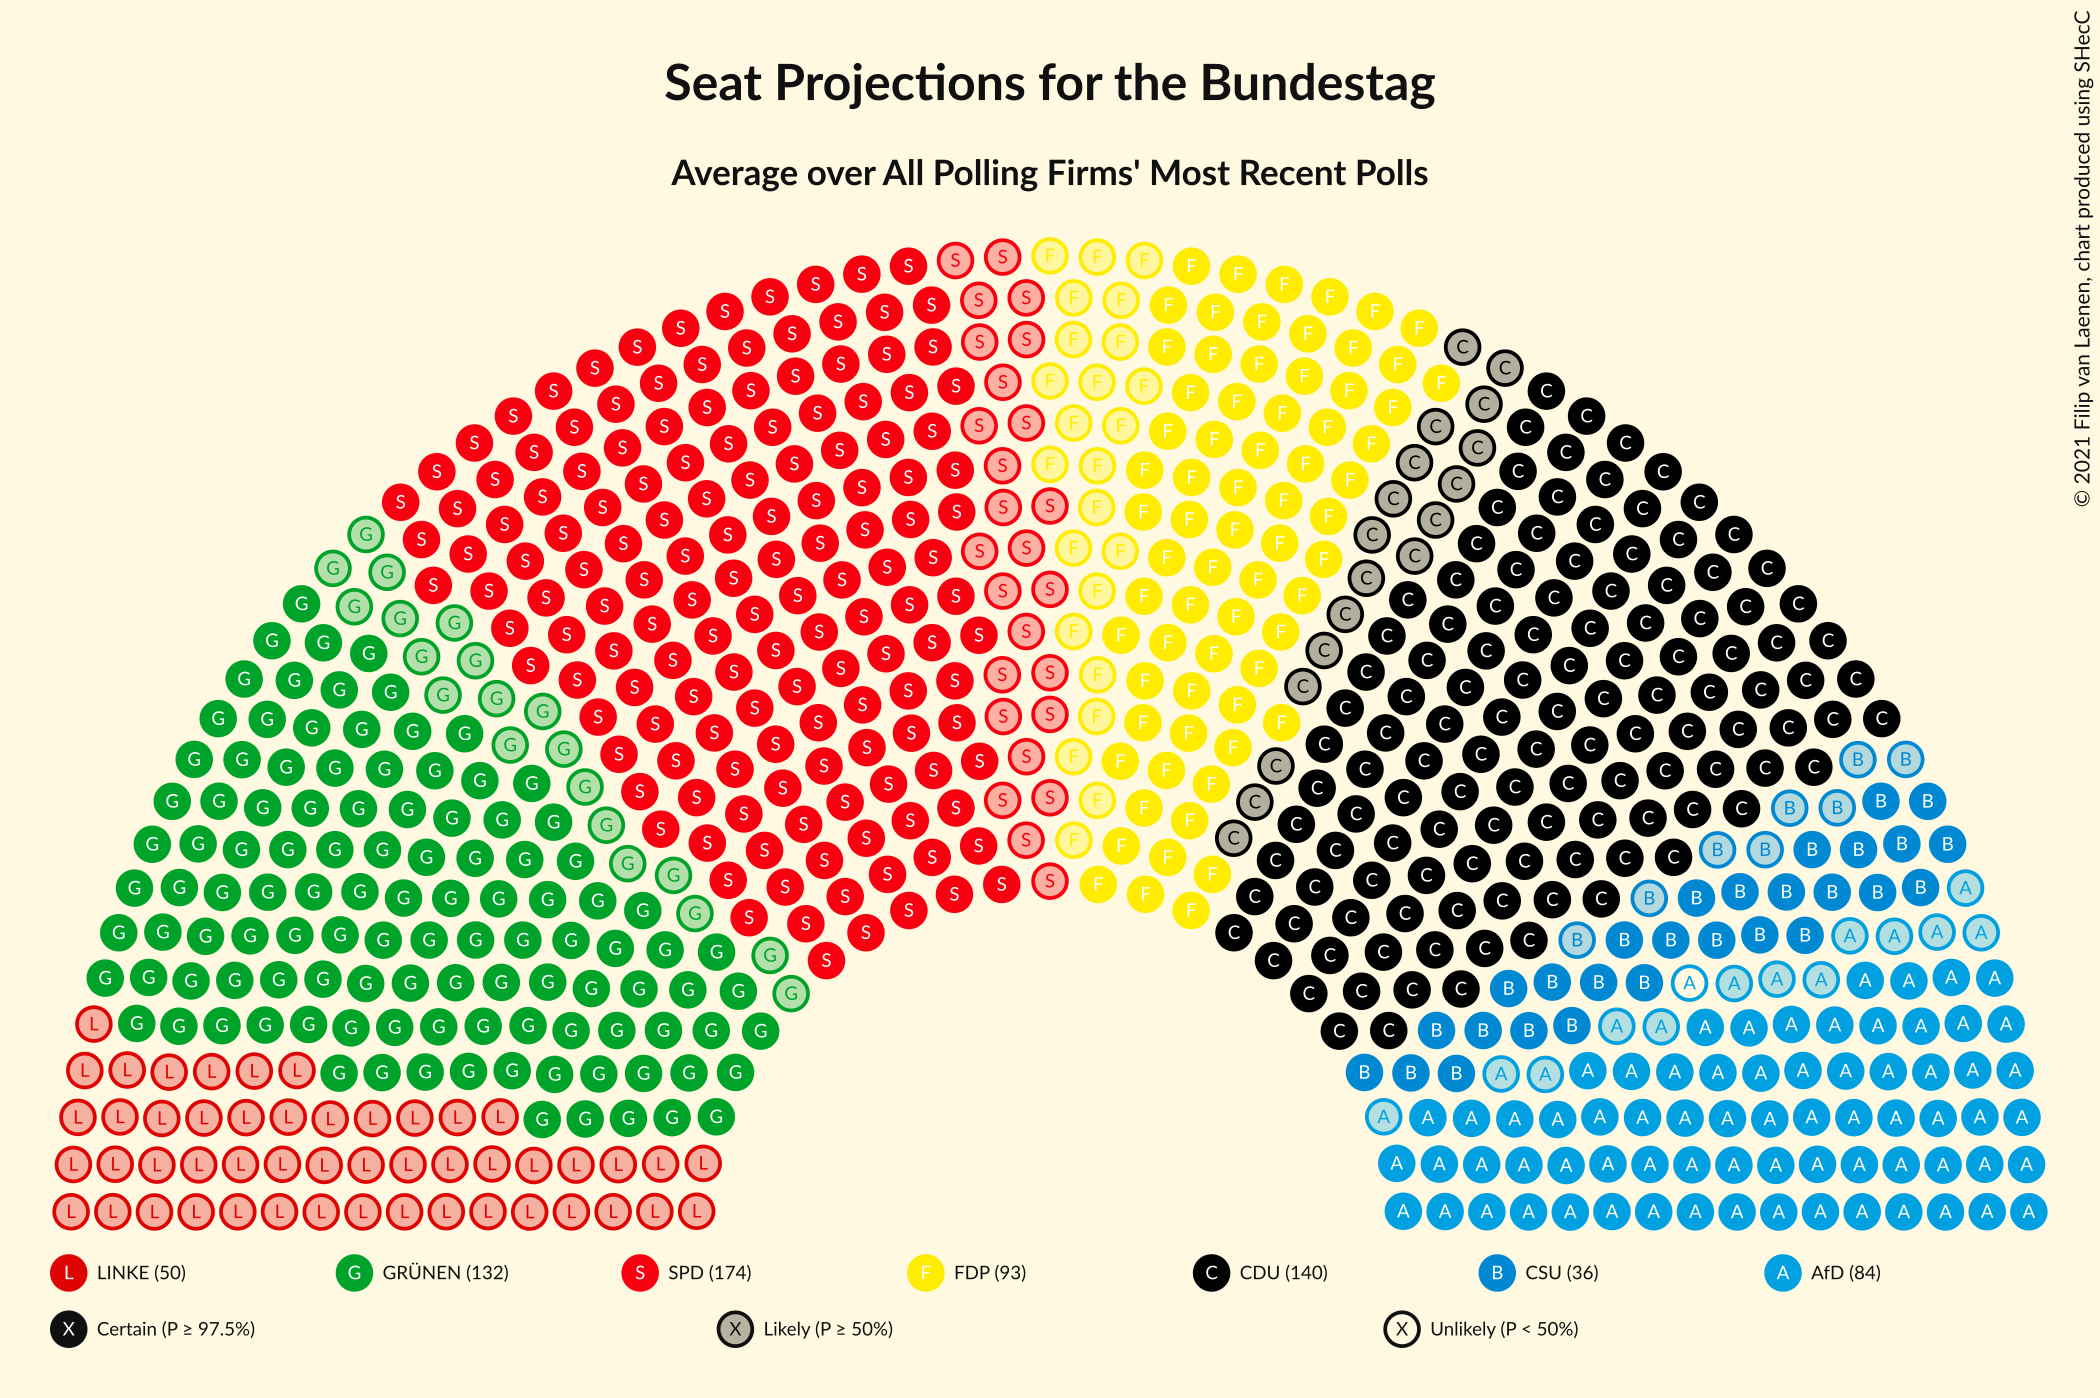 Seat Projections for the Bundestag
Average over All Polling Firms' Most Recent Polls
© 2021 Filip van Laenen, chart produced using SHecC
L LINKE (50)
G GRÜNEN (132)
S SPD (174)
F FDP (93)
C CDU (140)
B CSU (36)
A AfD (84)
X Certain (P ≥ 97.5%)
X Likely (P ≥ 50%)
X Unlikely (P < 50%)